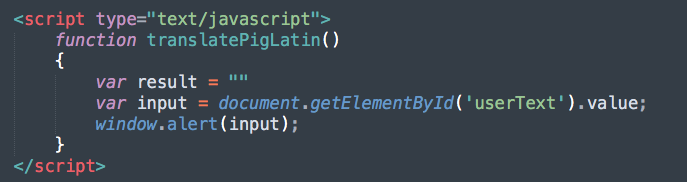 <script type="text/javascript">
function translatePigLatin()
{
var result = ""
var input = document.getElementById('userText').value;
window.alert(input);
}
</script>